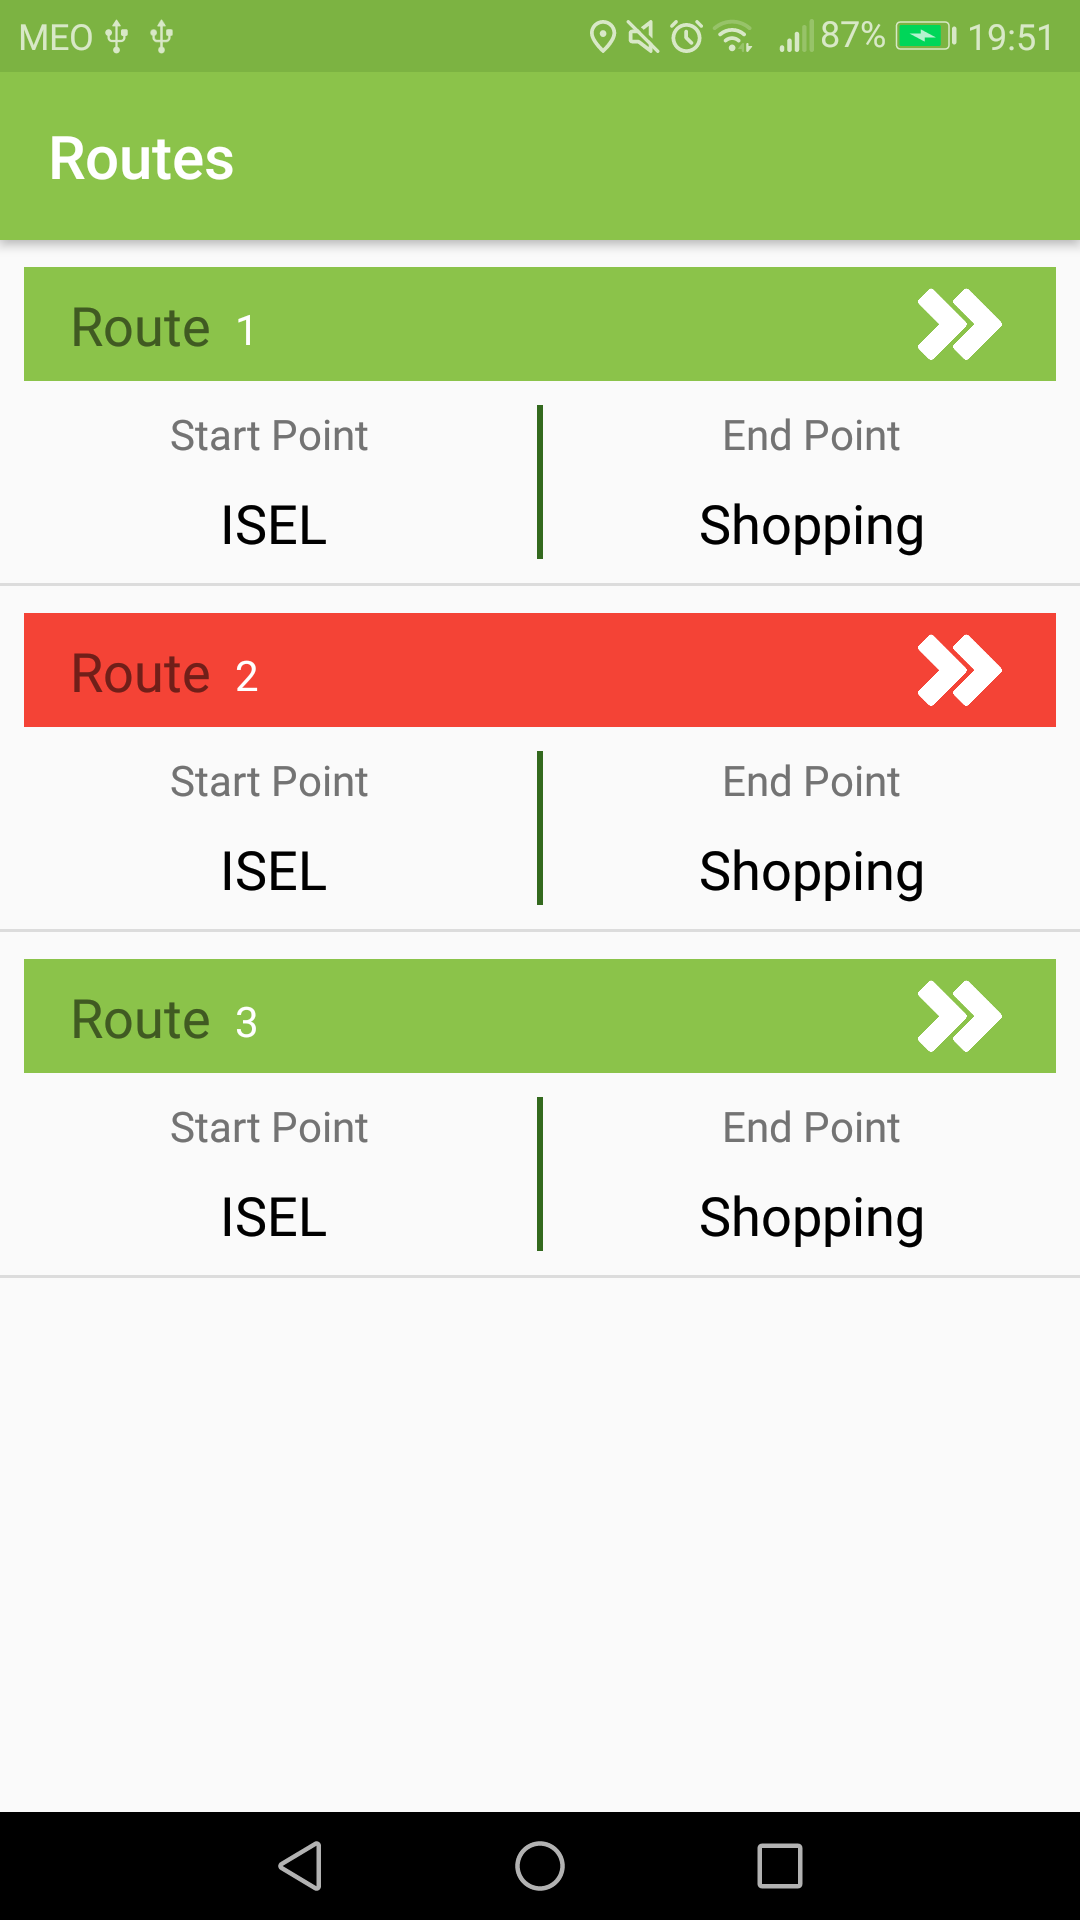 MEO 87% 19:51
Routes
Route 1
Start Point End Point
ISEL Shopping
Route 2
Start Point End Point
ISEL Shopping
Route 3
Start Point End Point
ISEL Shopping